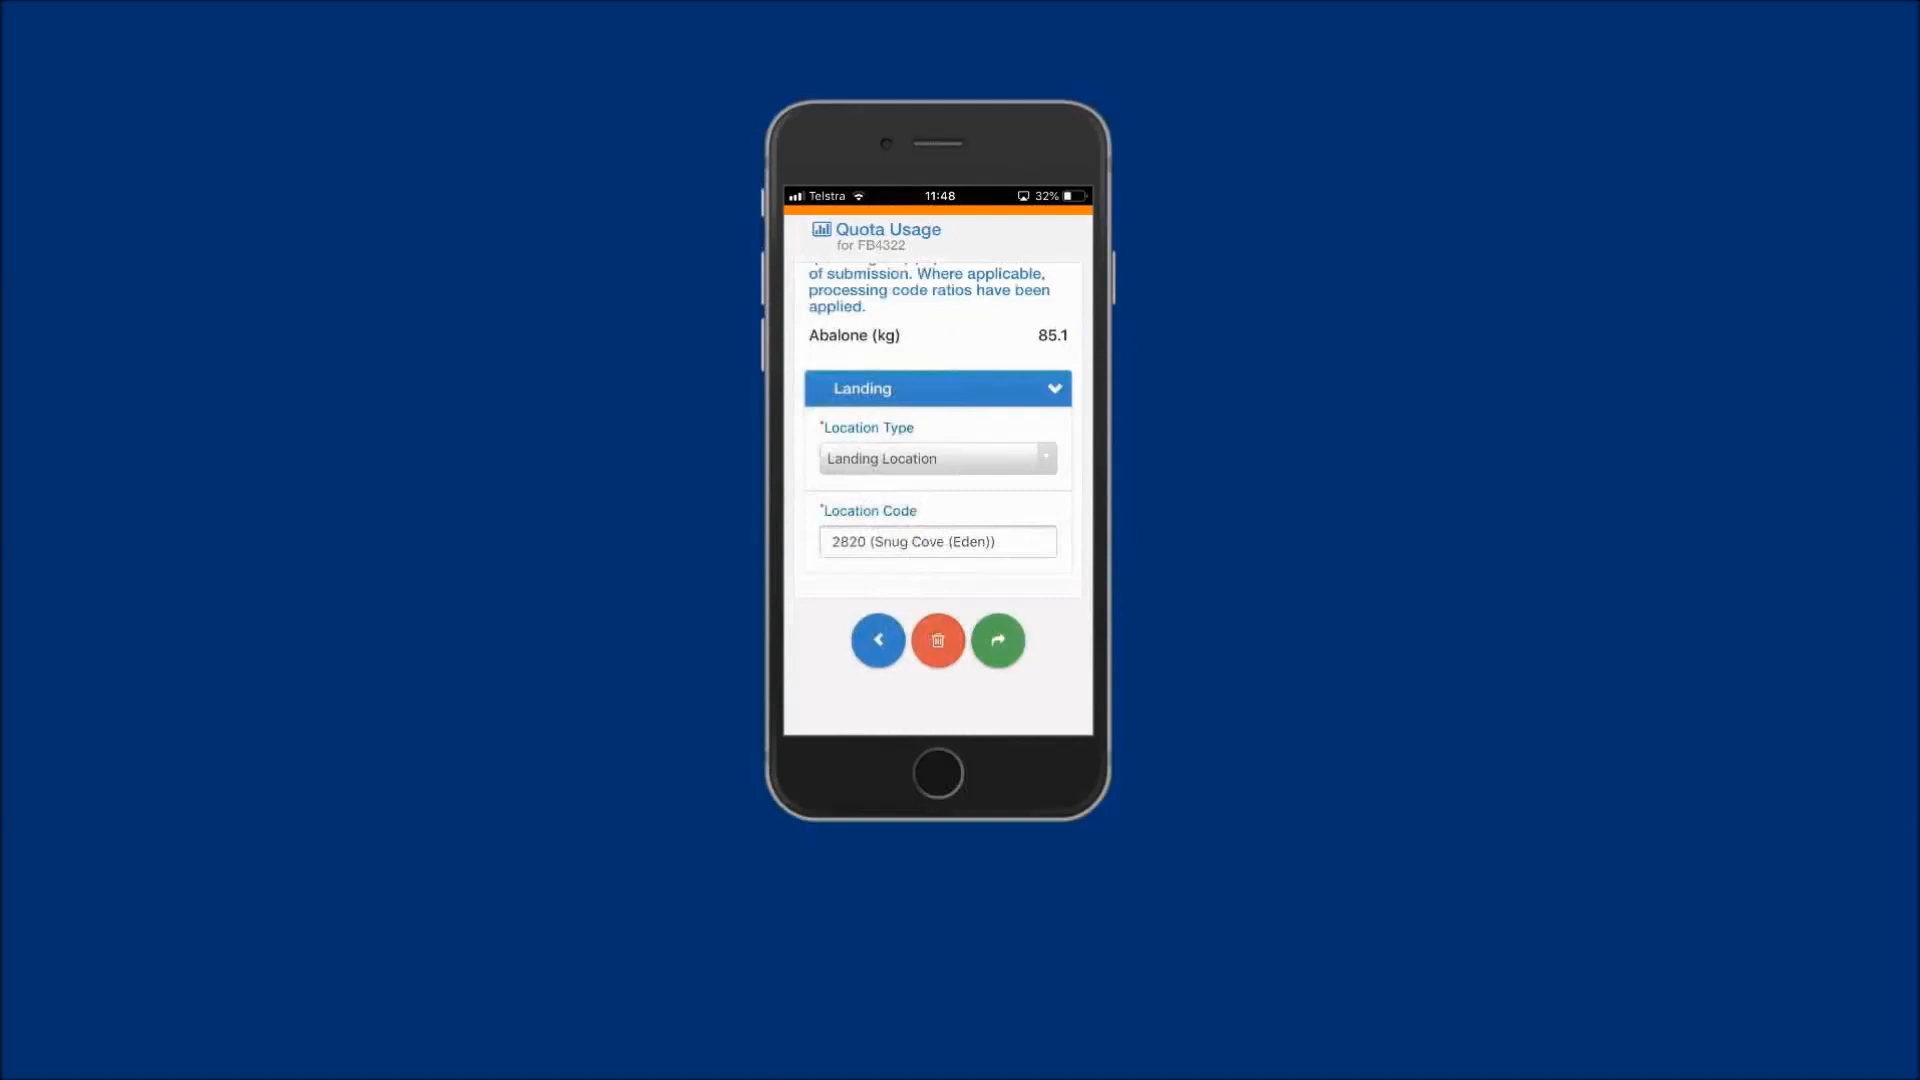 Telstra 11:48 32%
Quota Usage
for FB4322
of submission. Where applicable,
processing code ratios have been
applied.
Abalone (kg) 85.1
Landing
*Location Type
Landing Location
*Location Code
2820 (Snug Cove (Eden))